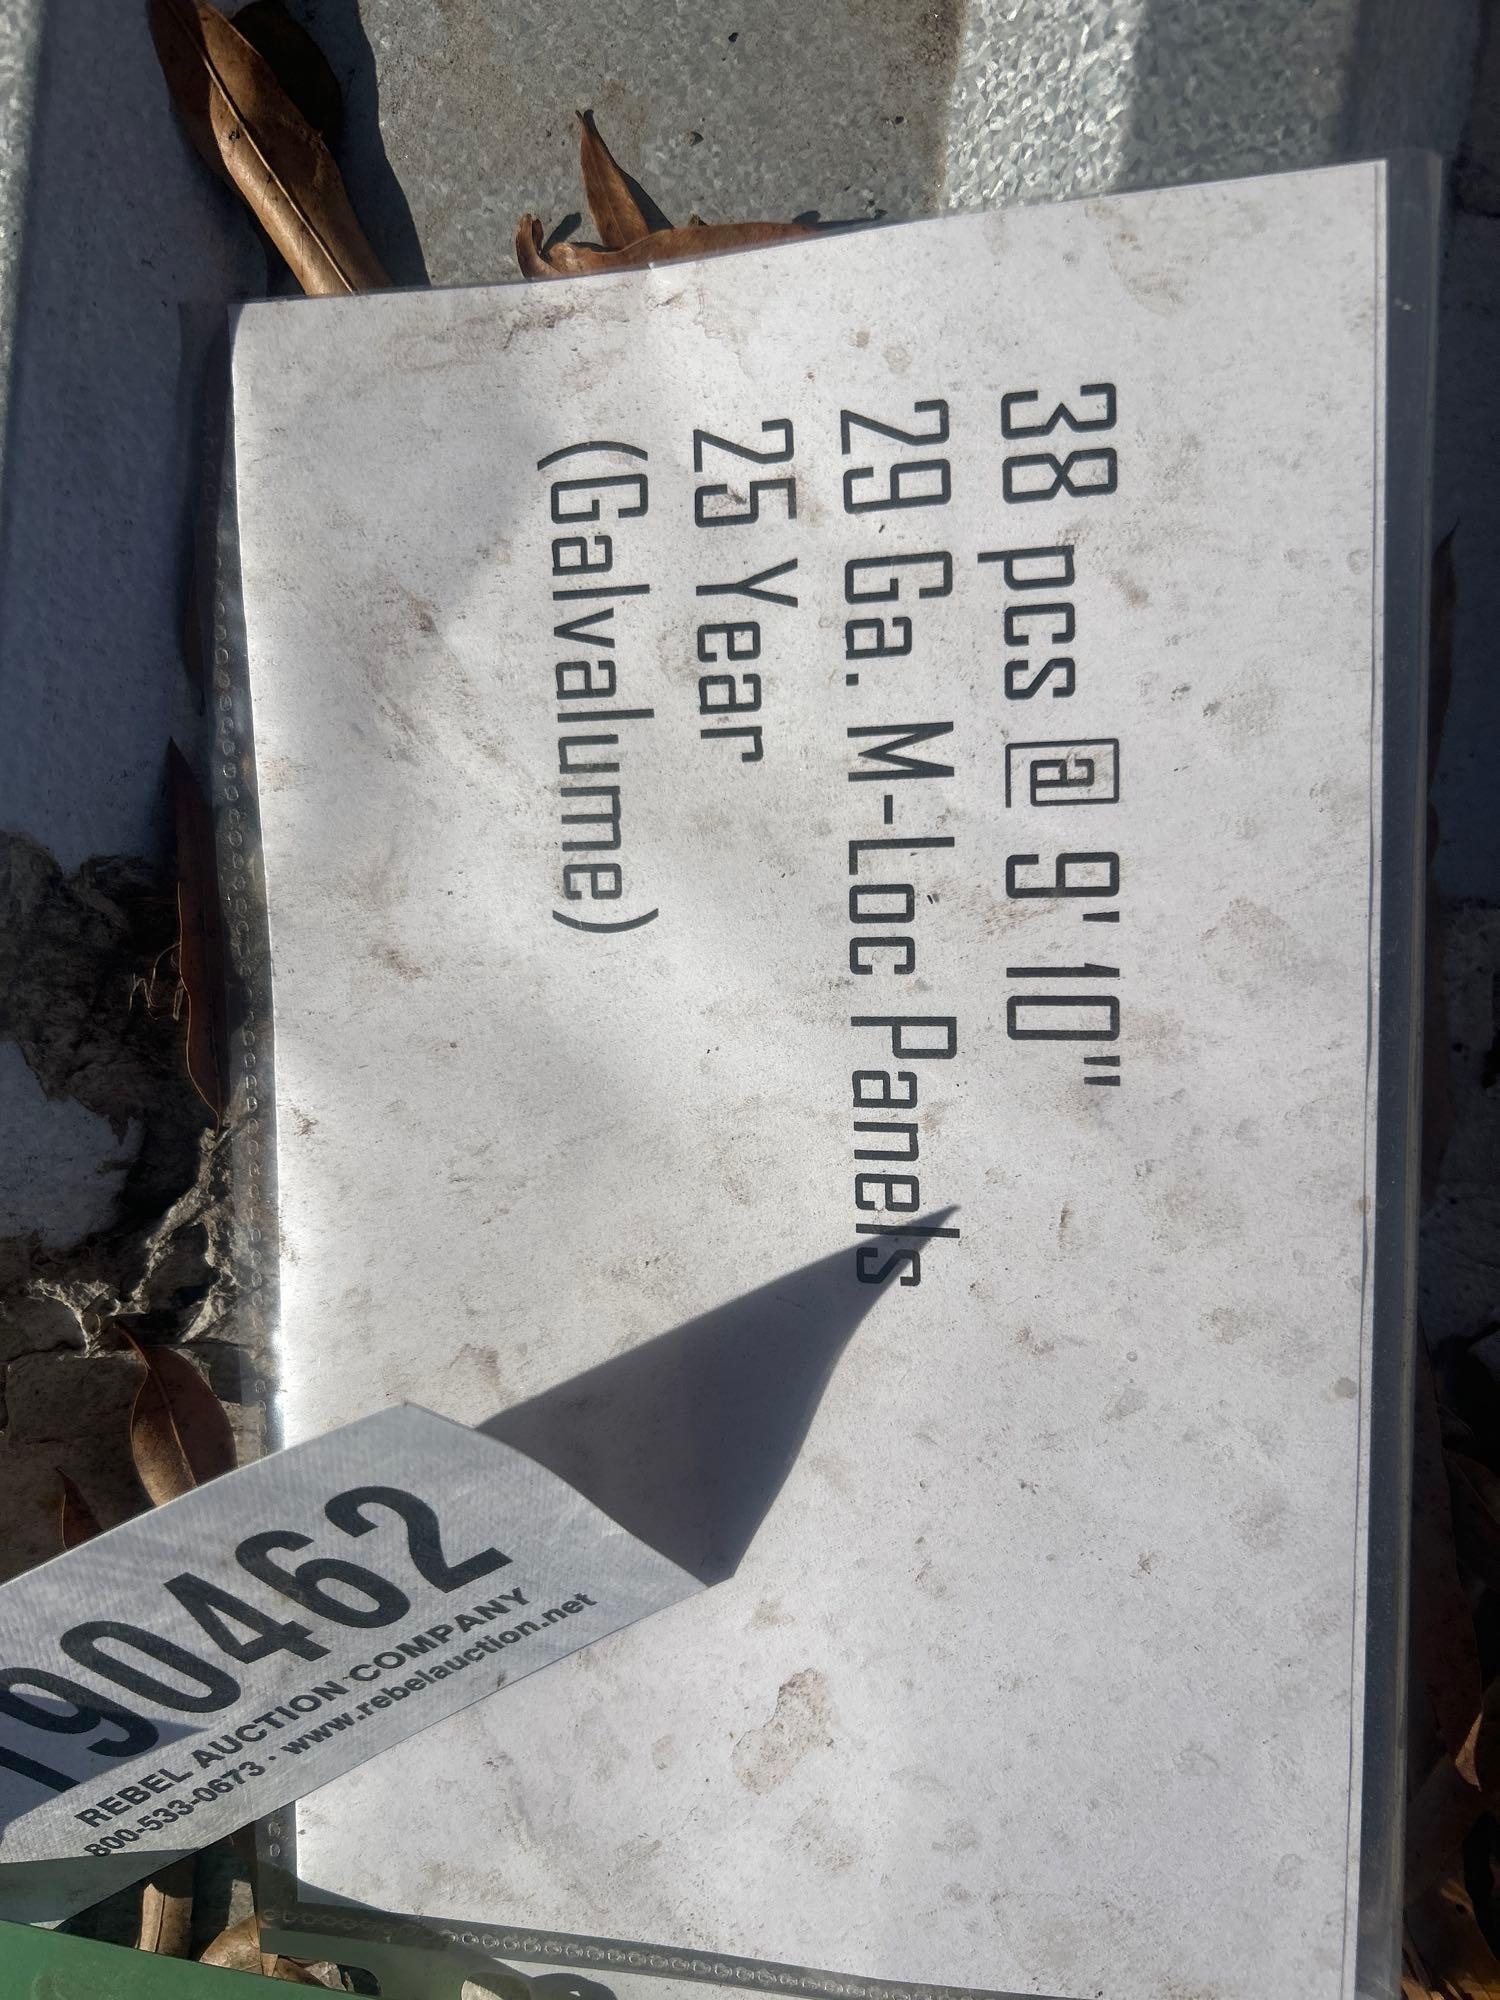 38 pcs @ 9' 10"
29 Ga. M-Loc Panels
25 Year
(Galvalume)
190462
REBEL AUCTION COMPANY
800-533-0673 · www.rebelauction.net